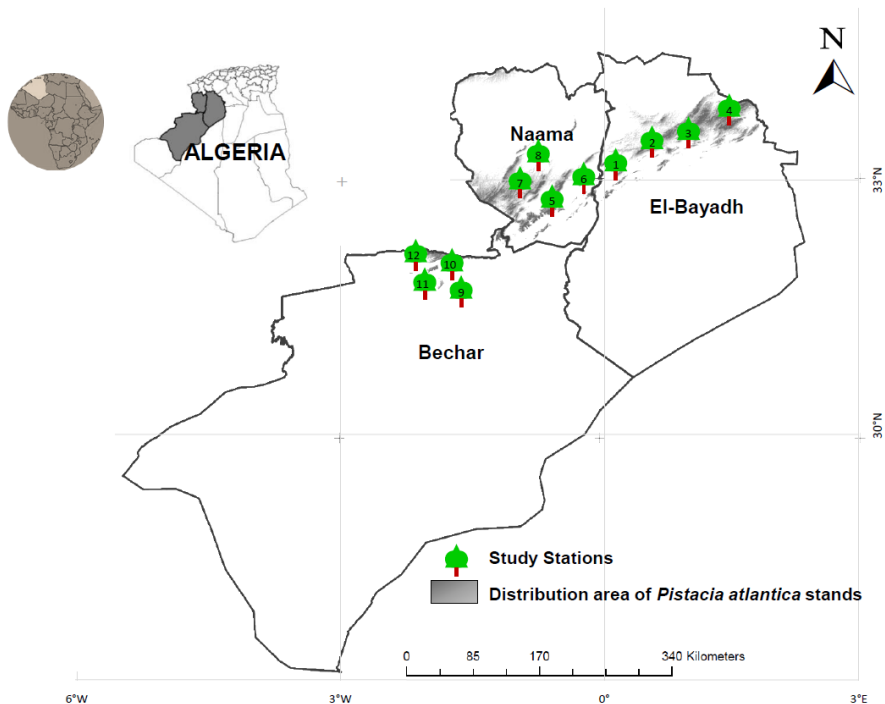 N
ALGERIA
Naama
El-Bayadh
Bechar
4
3
2
1
8
7
6
5
12
10
11
9
33°N
30°N
Study Stations
Distribution area of Pistacia atlantica stands
0 85 170 340 Kilometers
6°W 3°W 0° 3°E